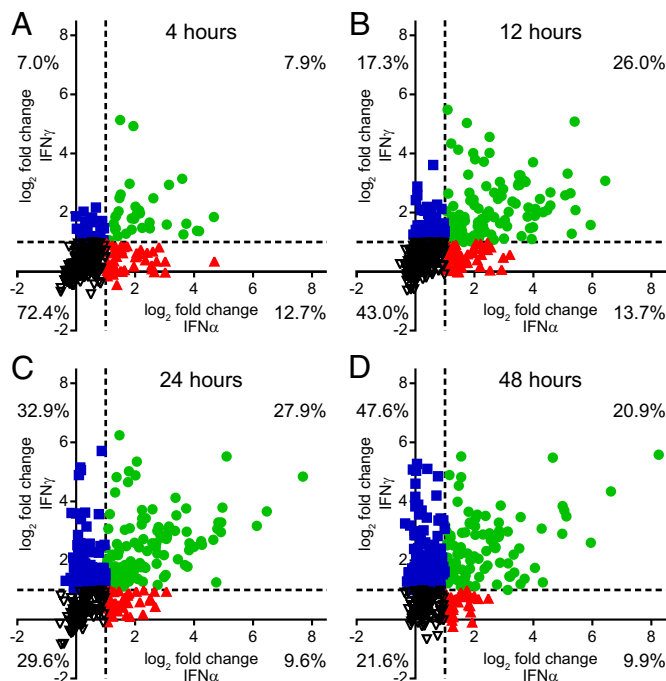 A
4 hours
7.0%
7.9%
8
6
4
2
-2
log₂ fold change
IFNγ
-2
2
4
6
8
72.4%
log₂ fold change
IFNα
12.7%
B
12 hours
17.3%
26.0%
8
6
4
2
-2
log₂ fold change
IFNγ
-2
2
4
6
8
43.0%
log₂ fold change
IFNα
13.7%
C
24 hours
32.9%
27.9%
8
6
4
2
-2
log₂ fold change
IFNγ
-2
2
4
6
8
29.6%
log₂ fold change
IFNα
9.6%
D
48 hours
47.6%
20.9%
8
6
4
2
-2
log₂ fold change
IFNγ
-2
2
4
6
8
21.6%
log₂ fold change
IFNα
9.9%